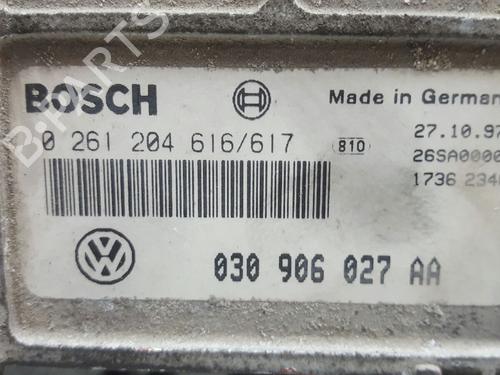 B-PARTS
BOSCH
Made in German
0 261 204 616/617
810
27.10.97
26SA0000
1736 234
030 906 027 AA